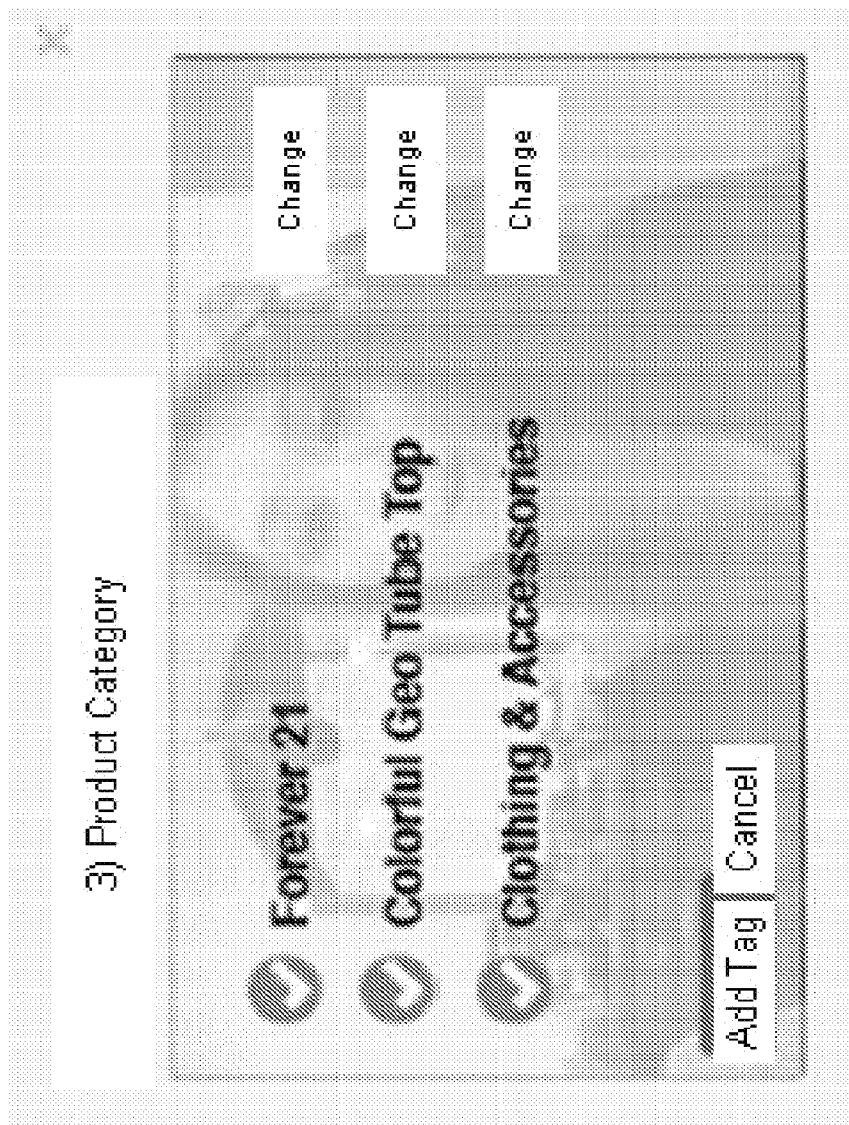 3) Product Category
Forever 21 Change
Colorful Geo Tube Top Change
Clothing & Accessories Change
Add Tag Cancel